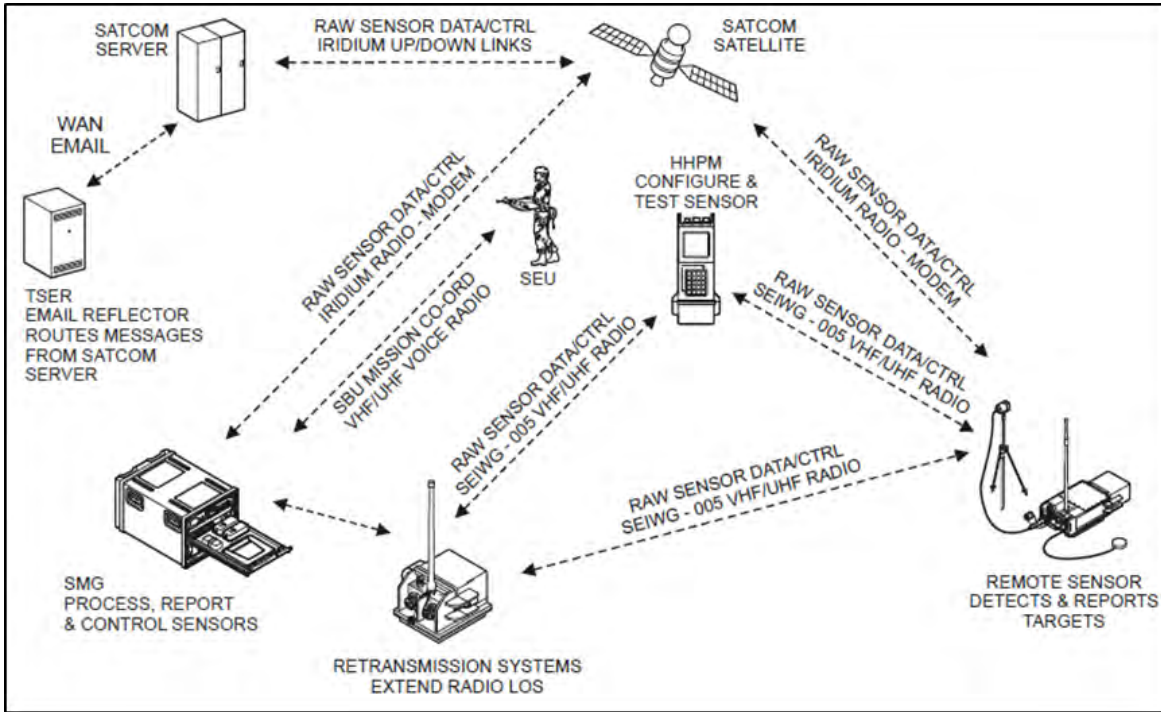 SATCOM
SERVER
RAW SENSOR DATA/CTRL
IRIDIUM UP/DOWN LINKS
SATCOM
SATELLITE
WAN
EMAIL
HHPM
CONFIGURE &
TEST SENSOR
RAW SENSOR DATA/CTRL
IRIDIUM RADIO - MODEM
RAW SENSOR DATA/CTRL
IRIDIUM RADIO - MODEM
SEU
TSER
EMAIL REFLECTOR
ROUTES MESSAGES
FROM SATCOM
SERVER
SBU MISSION CO-ORD
VHF/UHF VOICE RADIO
RAW SENSOR DATA/CTRL
SEIWG - 005 VHF/UHF RADIO
RAW SENSOR DATA/CTRL
SEIWG - 005 VHF/UHF RADIO
RAW SENSOR DATA/CTRL
SEIWG - 005 VHF/UHF RADIO
SMG
PROCESS, REPORT
& CONTROL SENSORS
RETRANSMISSION SYSTEMS
EXTEND RADIO LOS
REMOTE SENSOR
DETECTS & REPORTS
TARGETS